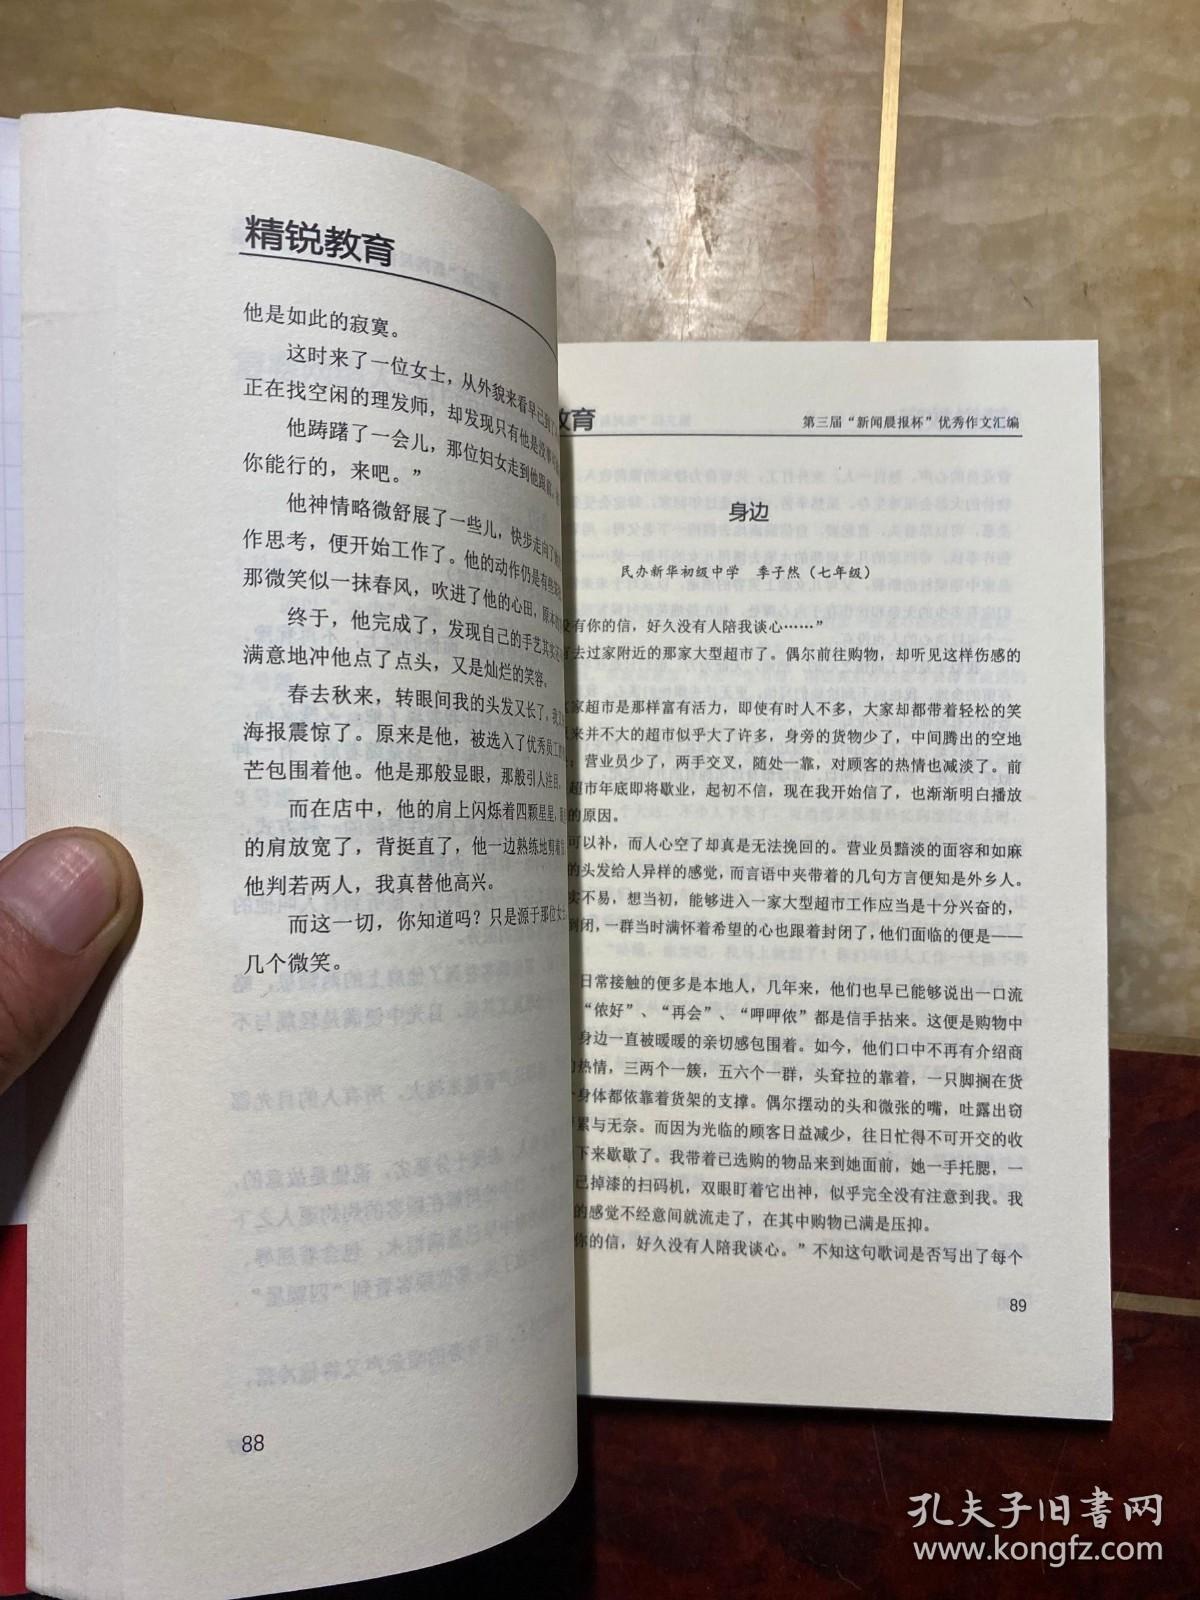 精锐教育
他是如此的寂寞。
这时来了一位女士，从外貌来看早已到了
正在找空闲的理发师，却发现只有他是没事
他踌躇了一会儿，那位妇女走到他跟前，
你能行的，来吧。”
他神情略微舒展了一些儿，快步走向了
作思考，便开始工作了。他的动作仍是有些
那微笑似一抹春风，吹进了他的心田，原本
终于，他完成了，发现自己的手艺其实还
满意地冲他点了点头，又是灿烂的笑容。
春去秋来，转眼间我的头发又长了，我
海报震惊了。原来是他，被选入了优秀员工
芒包围着他。他是那般显眼，那般引人注目，
而在店中，他的肩上闪烁着四颗星星，
的肩放宽了，背挺直了，他一边熟练地剪着
他判若两人，我真替他高兴。
而这一切，你知道吗？只是源于那位女士
几个微笑。
88
教育
第三届“新闻晨报杯”优秀作文汇编
身边
民办新华初级中学 季子然（七年级）
没有你的信，好久没有人陪我谈心……”
有去过家附近的那家大型超市了。偶尔前往购物，却听见这样伤感的
家超市是那样富有活力，即使有时人不多，大家却都带着轻松的笑
来并不大的超市似乎大了许多，身旁的货物少了，中间腾出的空地
营业员少了，两手交叉，随处一靠，对顾客的热情也减淡了。前
超市年底即将歇业，起初不信，现在我开始信了，也渐渐明白播放
的原因。
可以补，而人心空了却真是无法挽回的。营业员黯淡的面容和如麻
的头发给人异样的感觉，而言语中夹带着的几句方言便知是外乡人。
实不易，想当初，能够进入一家大型超市工作应当是十分兴奋的，
到闭，一群当时满怀着希望的心也跟着封闭了，他们面临的便是——
日常接触的便多是本地人，几年来，他们也早已能够说出一口流
“侬好”、“再会”、“呷呷侬”都是信手拈来。这便是购物中
身边一直被暖暖的亲切感包围着。如今，他们口中不再有介绍商
的热情，三两个一簇，五六个一群，头耷拉的靠着，一只脚搁在货
个身体都依靠着货架的支撑。偶尔摆动的头和微张的嘴，吐露出窃
累与无奈。而因为光临的顾客日益减少，往日忙得不可开交的收
下来歇歇了。我带着已选购的物品来到她面前，她一手托腮，一
已掉漆的扫码机，双眼盯着它出神，似乎完全没有注意到我。我
的感觉不经意间就流走了，在其中购物已满是压抑。
你的信，好久没有人陪我谈心。”不知这句歌词是否写出了每个
89
孔夫子旧书网
www.kongfz.com